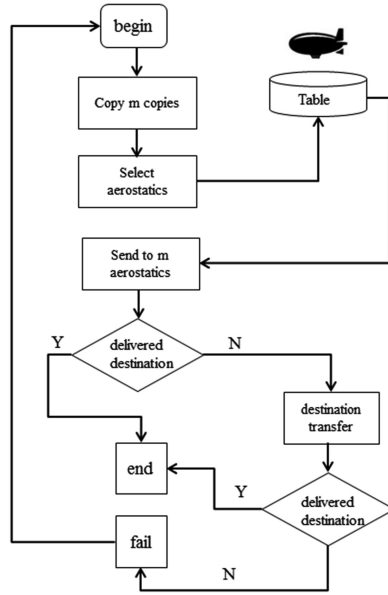 begin
Copy m copies
Table
Select
aerostatics
Send to m
aerostatics
Y
delivered
destination
N
destination
transfer
end
Y
delivered
destination
fail
N